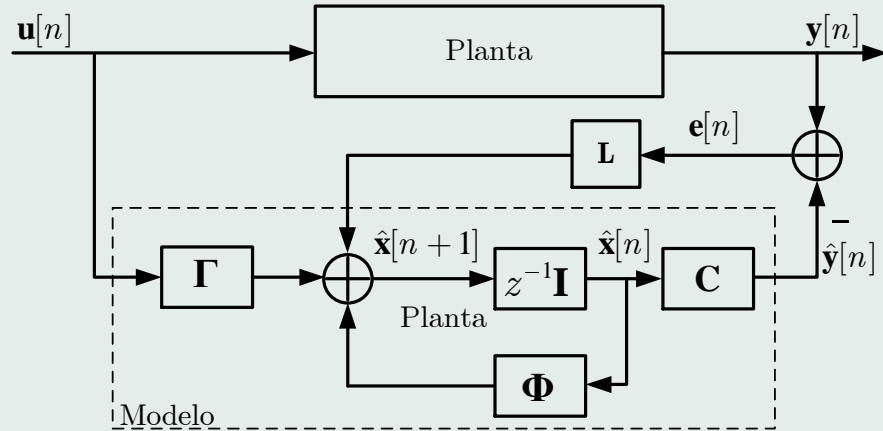 𝐮[n]
Planta
𝐲[n]
𝐞[n]
L
−
𝐱̂[n + 1]
𝐱̂[n]
𝐲̂[n]
Γ
z⁻¹𝐈
C
Planta
Φ
Modelo